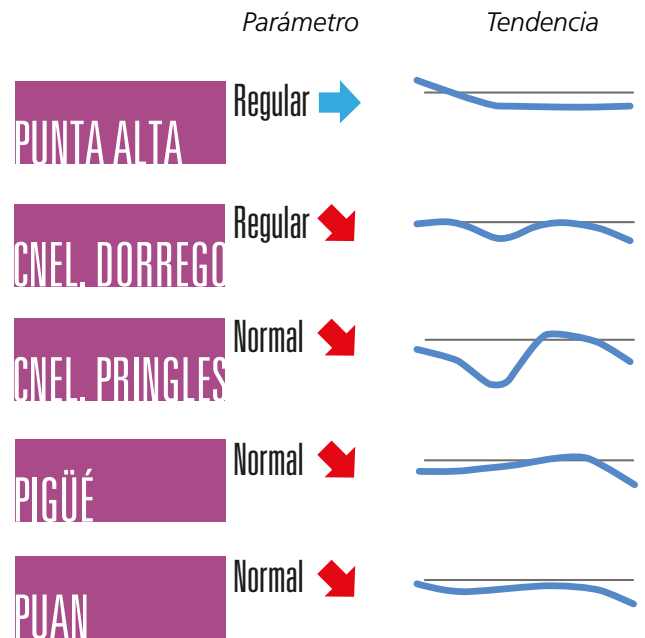 Parámetro Tendencia
PUNTA ALTA Regular
CNEL. DORREGO Regular
CNEL. PRINGLES Normal
PIGÜÉ Normal
PUAN Normal